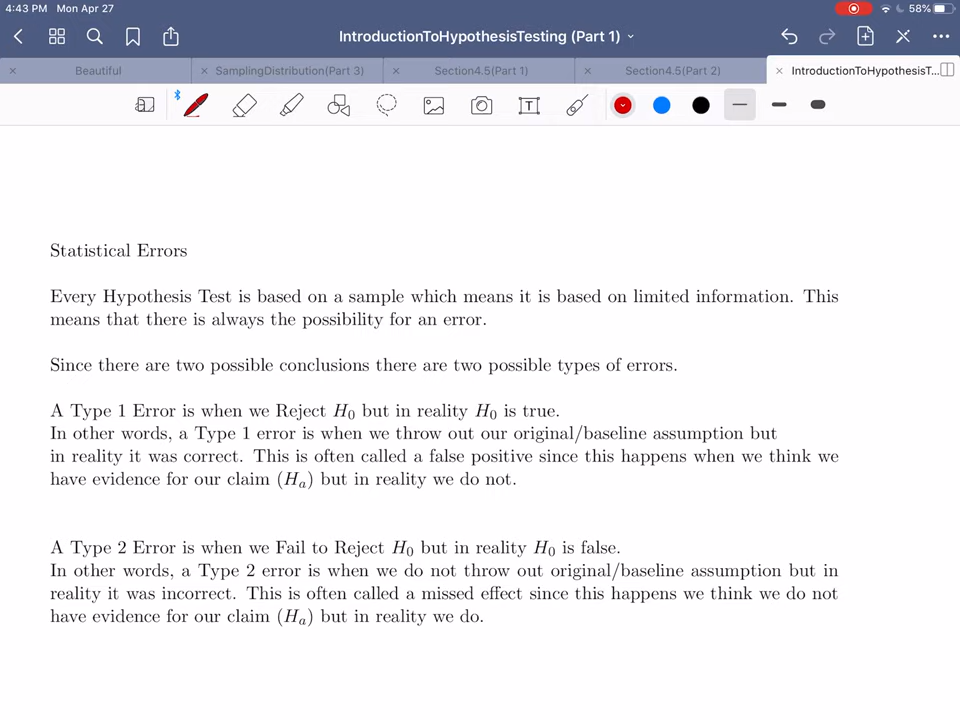 4:43 PM Mon Apr 27
58%
IntroductionToHypothesisTesting (Part 1)
Beautiful
SamplingDistribution(Part 3)
Section4.5(Part 1)
Section4.5(Part 2)
IntroductionToHypothesisT...
T
Statistical Errors
Every Hypothesis Test is based on a sample which means it is based on limited information. This
means that there is always the possibility for an error.
Since there are two possible conclusions there are two possible types of errors.
A Type 1 Error is when we Reject H₀ but in reality H₀ is true.
In other words, a Type 1 error is when we throw out our original/baseline assumption but
in reality it was correct. This is often called a false positive since this happens when we think we
have evidence for our claim (Hₐ) but in reality we do not.
A Type 2 Error is when we Fail to Reject H₀ but in reality H₀ is false.
In other words, a Type 2 error is when we do not throw out original/baseline assumption but in
reality it was incorrect. This is often called a missed effect since this happens we think we do not
have evidence for our claim (Hₐ) but in reality we do.